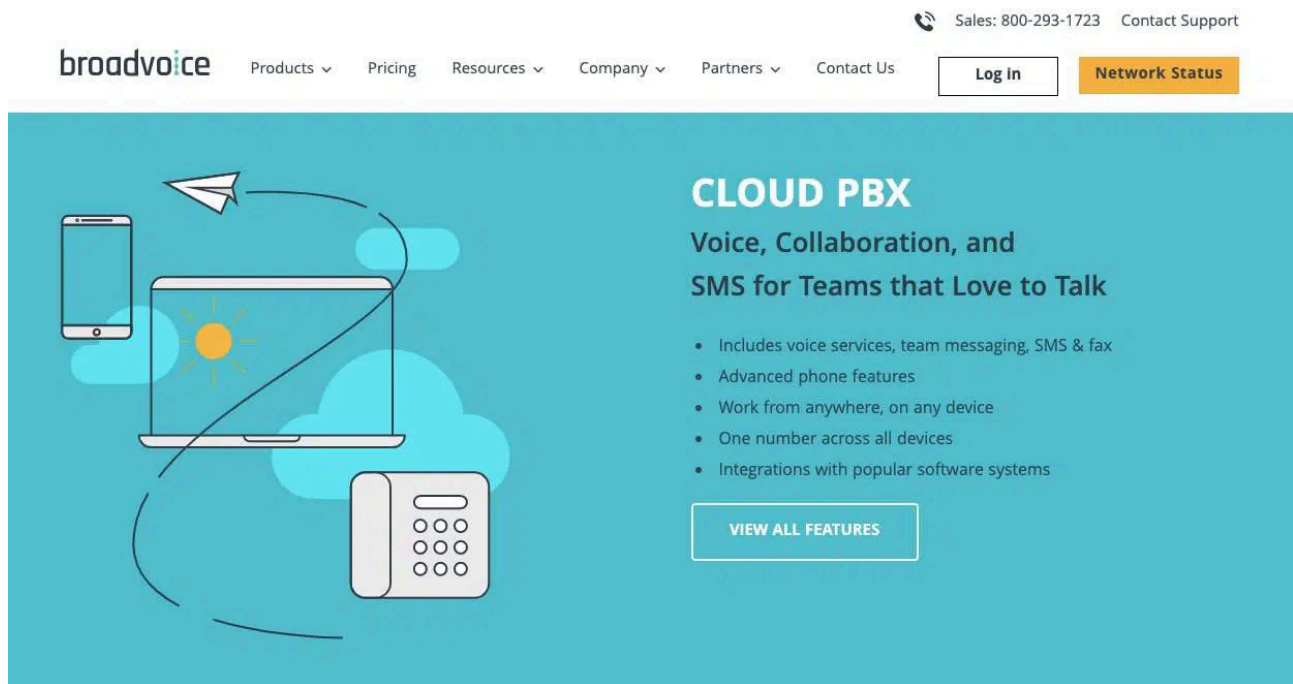 Sales: 800-293-1723 Contact Support
broadvoice Products Pricing Resources Company Partners Contact Us Log in Network Status
CLOUD PBX
Voice, Collaboration, and
SMS for Teams that Love to Talk
• Includes voice services, team messaging, SMS & fax
• Advanced phone features
• Work from anywhere, on any device
• One number across all devices
• Integrations with popular software systems
VIEW ALL FEATURES